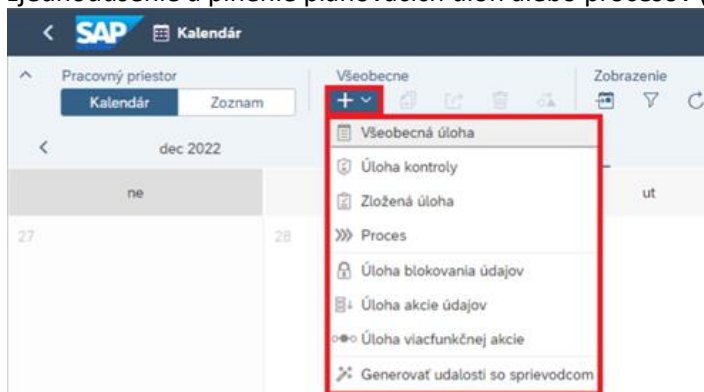 Zjednodušenie a plnenie plánovacích úloh alebo procesov (
SAP Kalendár
Pracovný priestor
Všeobecne
Zobrazenie
Kalendár Zoznam
dec 2022
ne
ut
27
28
Všeobecná úloha
Úloha kontroly
Zložená úloha
Proces
Úloha blokovania údajov
Úloha akcie údajov
Úloha viacfunkčnej akcie
Generovať udalosti so sprievodcom